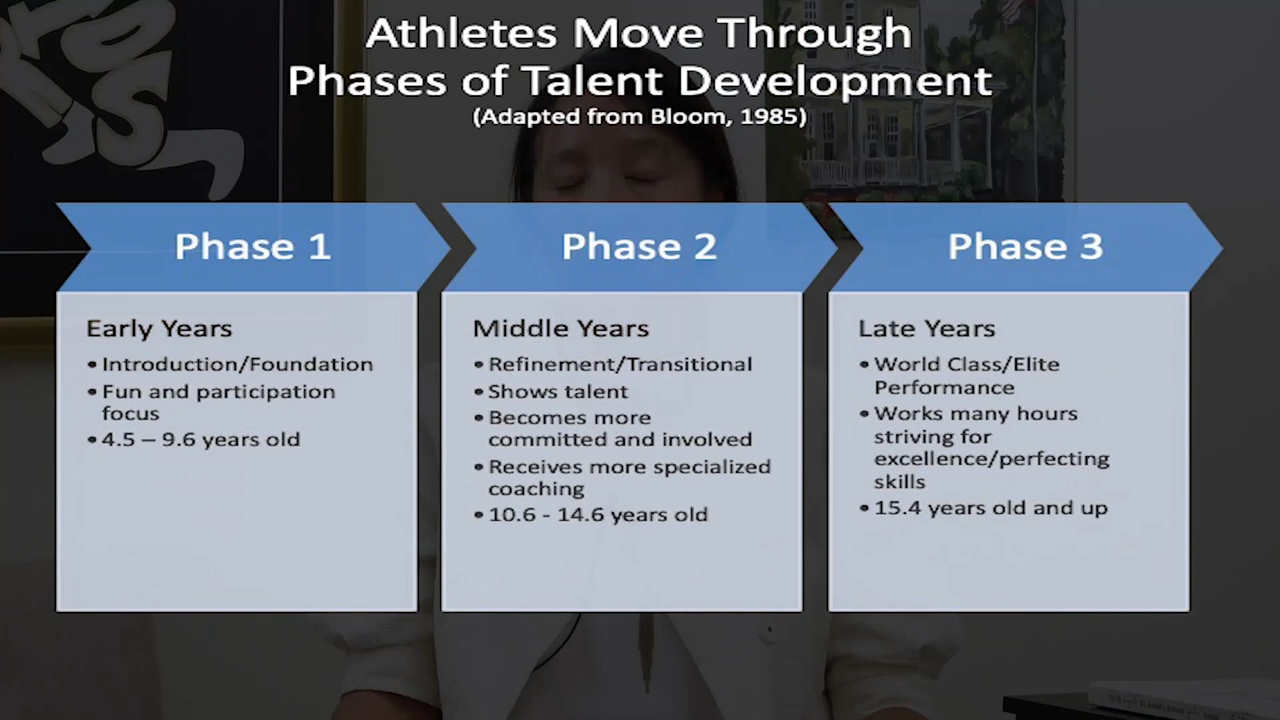 Athletes Move Through
Phases of Talent Development
(Adapted from Bloom, 1985)
Phase 1
Early Years
• Introduction/Foundation
• Fun and participation
focus
• 4.5 – 9.6 years old
Phase 2
Middle Years
• Refinement/Transitional
• Shows talent
• Becomes more
committed and involved
• Receives more specialized
coaching
• 10.6 - 14.6 years old
Phase 3
Late Years
• World Class/Elite
Performance
• Works many hours
striving for
excellence/perfecting
skills
• 15.4 years old and up